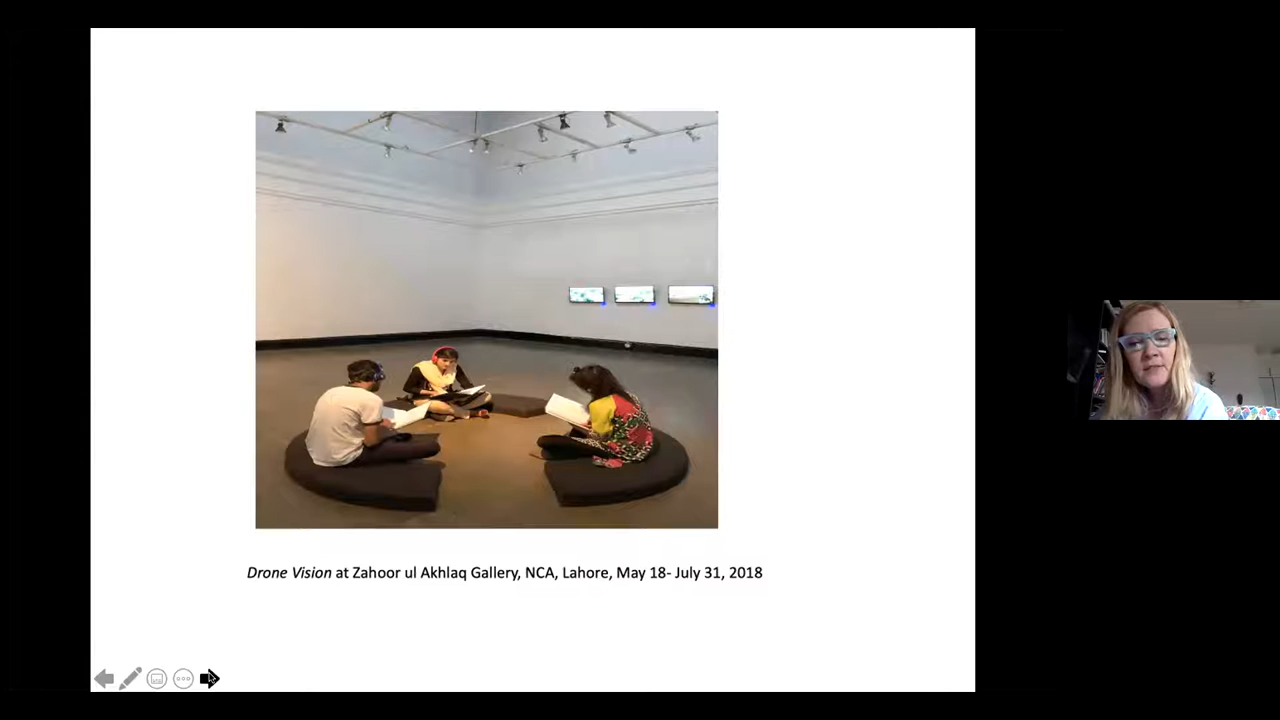 Drone Vision at Zahoor ul Akhlaq Gallery, NCA, Lahore, May 18- July 31, 2018